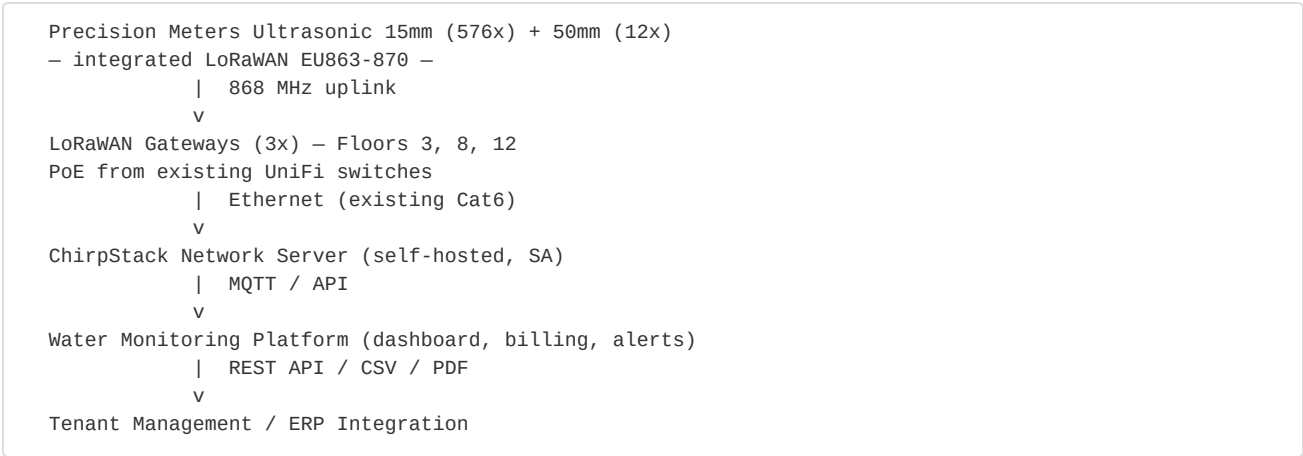 Precision Meters Ultrasonic 15mm (576x) + 50mm (12x)
— integrated LoRaWAN EU863-870 —
| 868 MHz uplink
v
LoRaWAN Gateways (3x) — Floors 3, 8, 12
PoE from existing UniFi switches
| Ethernet (existing Cat6)
v
ChirpStack Network Server (self-hosted, SA)
| MQTT / API
v
Water Monitoring Platform (dashboard, billing, alerts)
| REST API / CSV / PDF
v
Tenant Management / ERP Integration